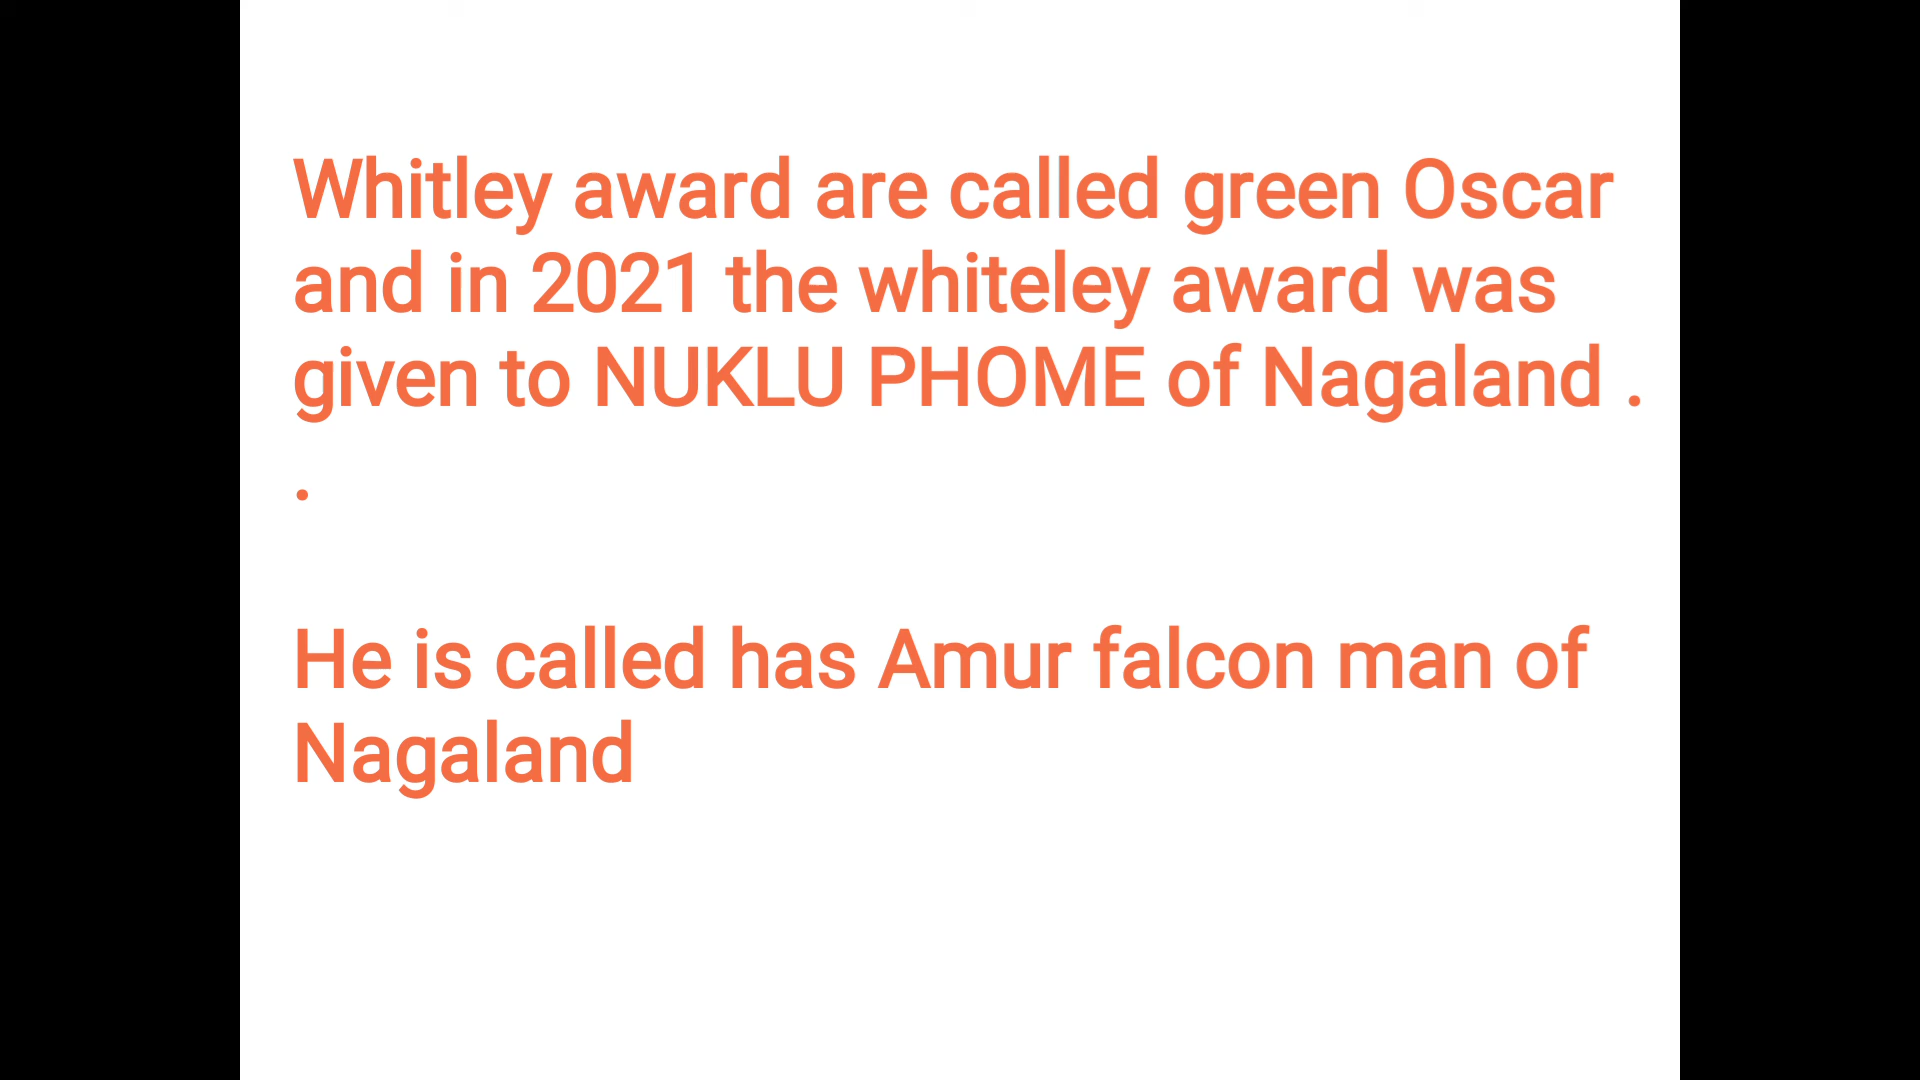 Whitley award are called green Oscar
and in 2021 the whiteley award was
given to NUKLU PHOME of Nagaland .
.
He is called has Amur falcon man of
Nagaland